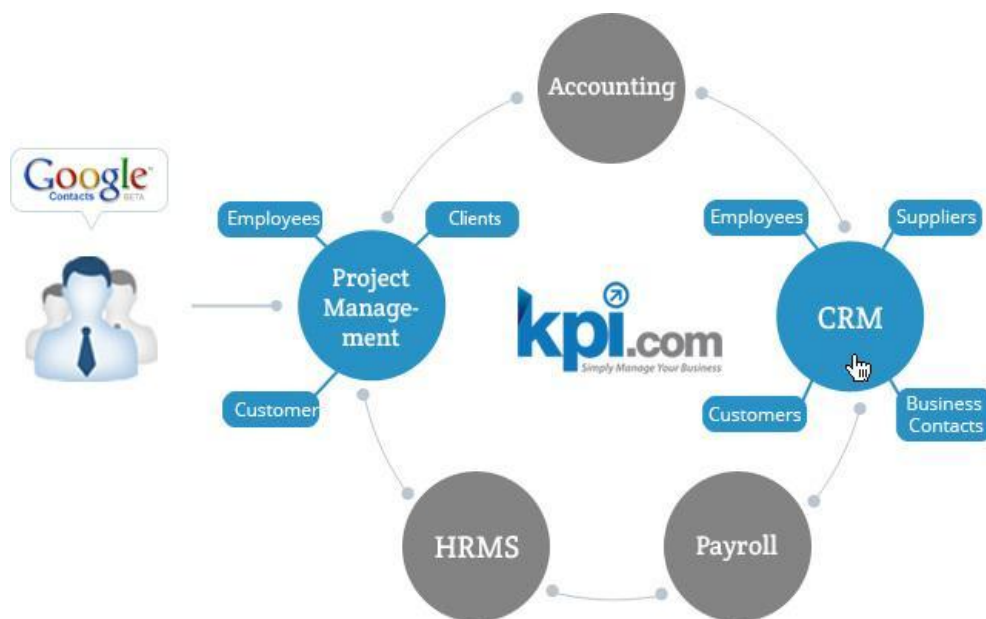 Accounting
Google™
Contacts BETA
Employees
Clients
Employees
Suppliers
Project
Manage-
ment
kpi.com
Simply Manage Your Business
CRM
Customer
Customers
Business
Contacts
HRMS
Payroll